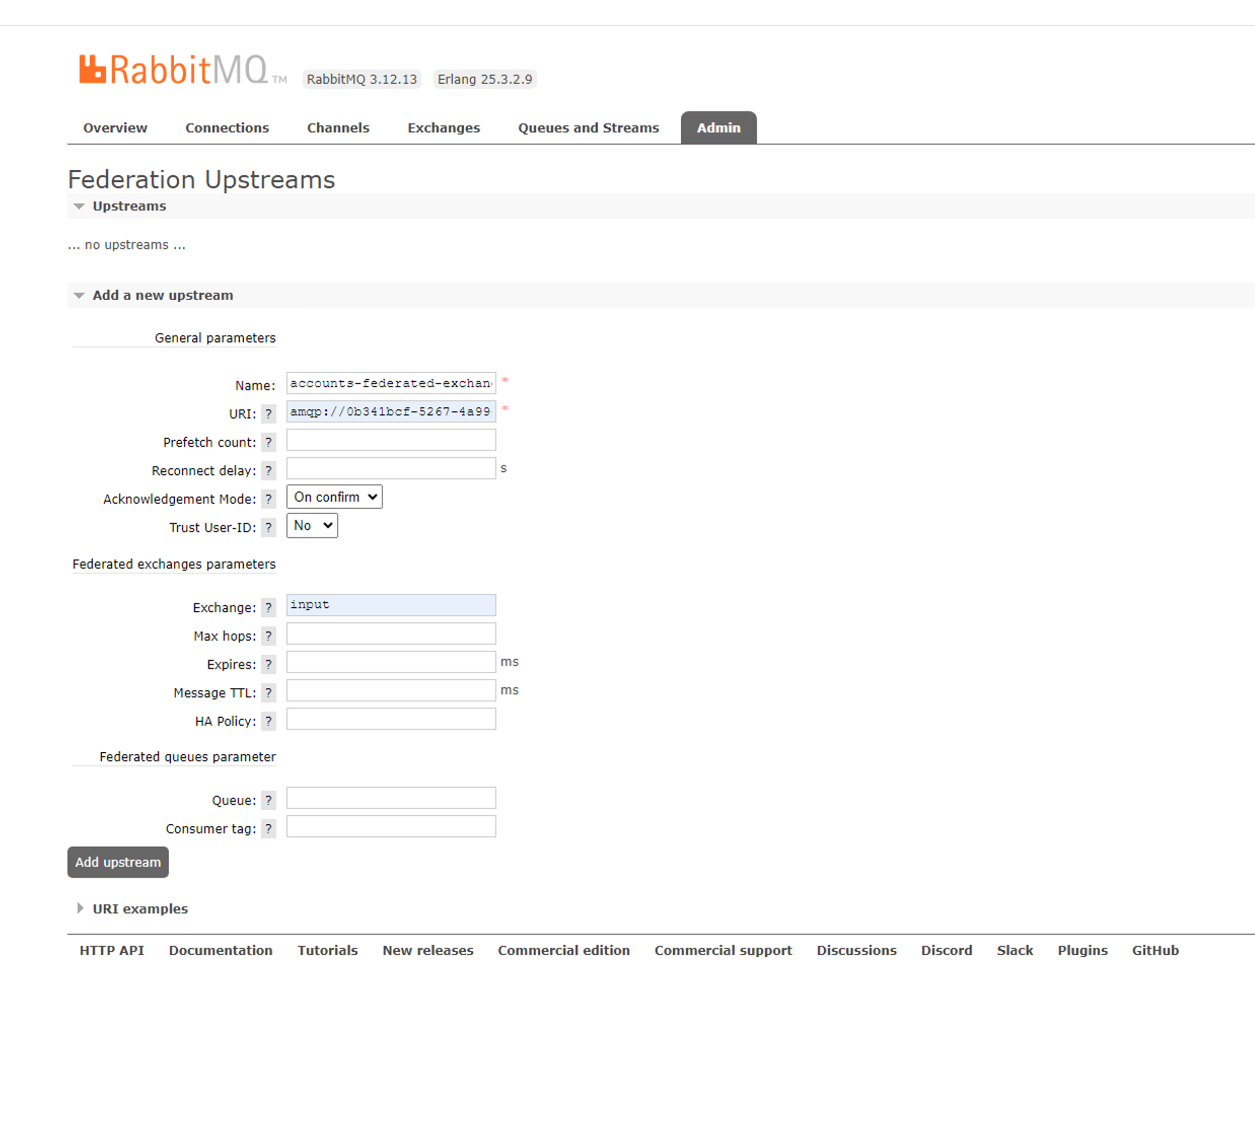 RabbitMQ TM RabbitMQ 3.12.13 Erlang 25.3.2.9
Overview Connections Channels Exchanges Queues and Streams Admin
Federation Upstreams
Upstreams
... no upstreams ...
Add a new upstream
General parameters
Name: accounts-federated-exchan *
URI: ? amqp://0b341bcf-5267-4a99 *
Prefetch count: ?
Reconnect delay: ? s
Acknowledgement Mode: ? On confirm
Trust User-ID: ? No
Federated exchanges parameters
Exchange: ? input
Max hops: ?
Expires: ? ms
Message TTL: ? ms
HA Policy: ?
Federated queues parameter
Queue: ?
Consumer tag: ?
Add upstream
URI examples
HTTP API Documentation Tutorials New releases Commercial edition Commercial support Discussions Discord Slack Plugins GitHub